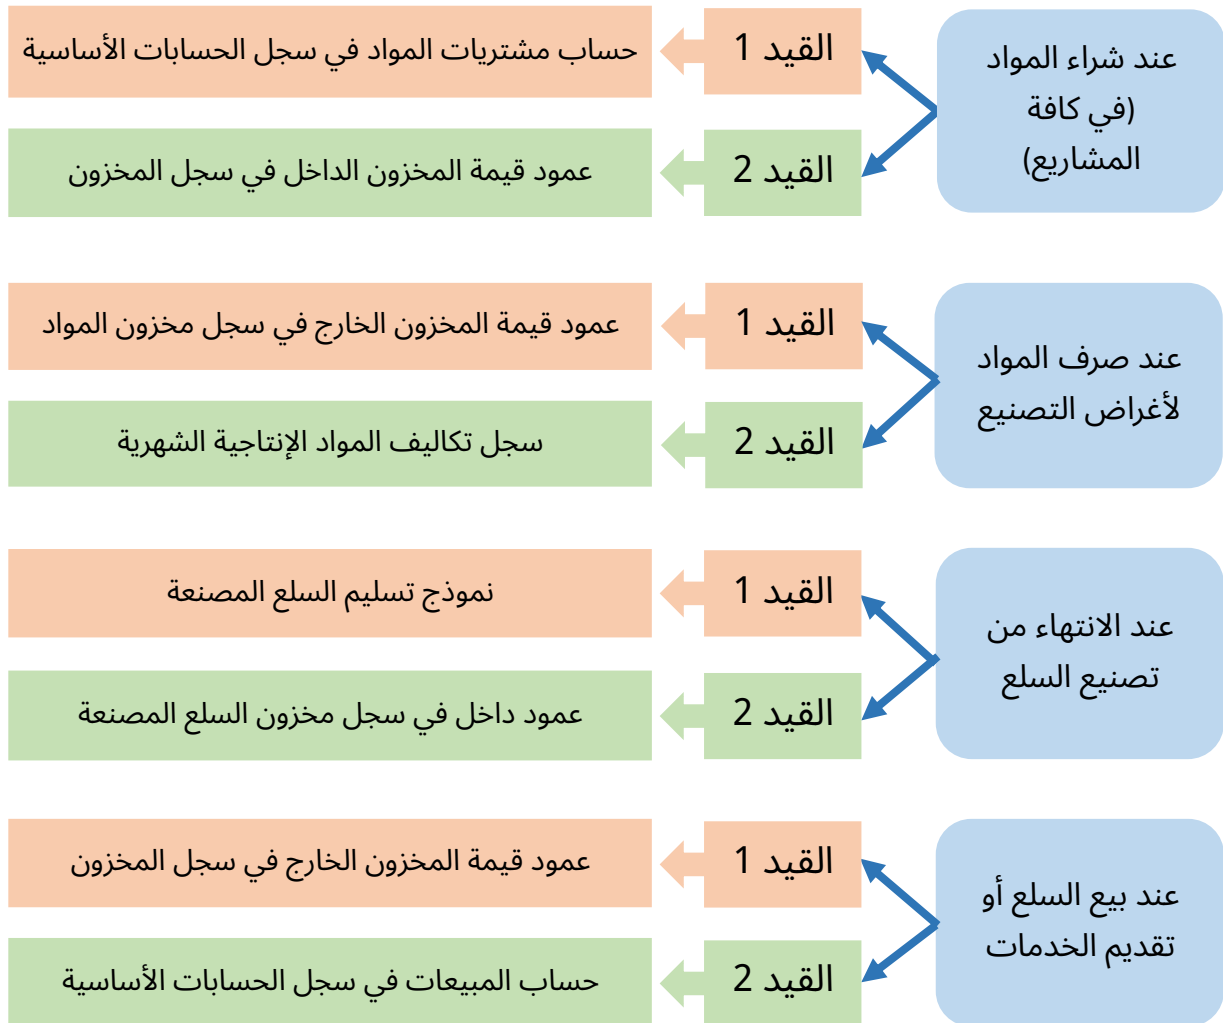 عند شراء المواد
(في كافة
المشاريع)
القيد 1
حساب مشتريات المواد في سجل الحسابات الأساسية
القيد 2
عمود قيمة المخزون الداخل في سجل المخزون
عند صرف المواد
لأغراض التصنيع
القيد 1
عمود قيمة المخزون الخارج في سجل مخزون المواد
القيد 2
سجل تكاليف المواد الإنتاجية الشهرية
عند الانتهاء من
تصنيع السلع
القيد 1
نموذج تسليم السلع المصنعة
القيد 2
عمود داخل في سجل مخزون السلع المصنعة
عند بيع السلع أو
تقديم الخدمات
القيد 1
عمود قيمة المخزون الخارج في سجل المخزون
القيد 2
حساب المبيعات في سجل الحسابات الأساسية